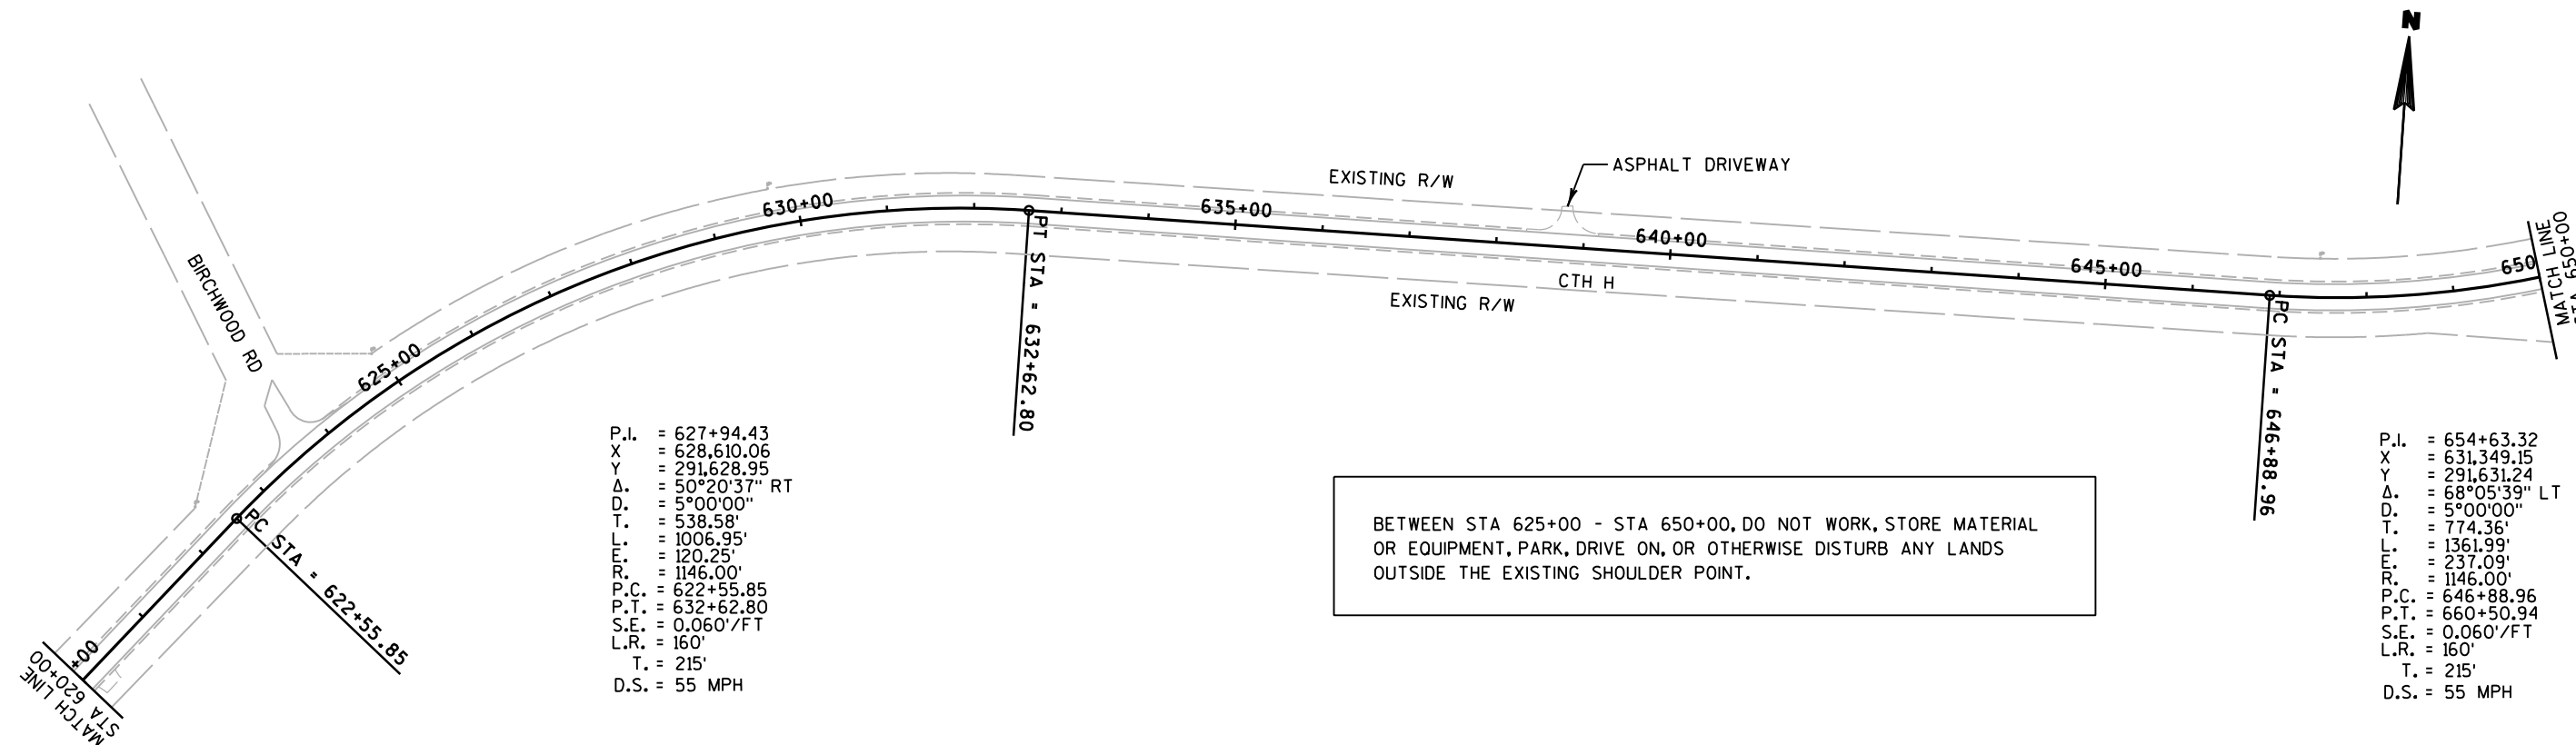 N
ASPHALT DRIVEWAY
EXISTING R/W
630+00
635+00
640+00
645+00
650
MATCH LINE
STA 650+00
CTH H
EXISTING R/W
BIRCHWOOD RD
625+00
PT STA = 632+62.80
PC STA = 646+88.96
PC STA = 622+55.85
+00
MATCH LINE
STA 620+00
P.I. = 627+94.43
X = 628,610.06
Y = 291,628.95
Δ. = 50°20'37" RT
D. = 5°00'00"
T. = 538.58'
L. = 1006.95'
E. = 120.25'
R. = 1146.00'
P.C. = 622+55.85
P.T. = 632+62.80
S.E. = 0.060'/FT
L.R. = 160'
T. = 215'
D.S. = 55 MPH
BETWEEN STA 625+00 - STA 650+00, DO NOT WORK, STORE MATERIAL
OR EQUIPMENT, PARK, DRIVE ON, OR OTHERWISE DISTURB ANY LANDS
OUTSIDE THE EXISTING SHOULDER POINT.
P.I. = 654+63.32
X = 631,349.15
Y = 291,631.24
Δ. = 68°05'39" LT
D. = 5°00'00"
T. = 774.36'
L. = 1361.99'
E. = 237.09'
R. = 1146.00'
P.C. = 646+88.96
P.T. = 660+50.94
S.E. = 0.060'/FT
L.R. = 160'
T. = 215'
D.S. = 55 MPH